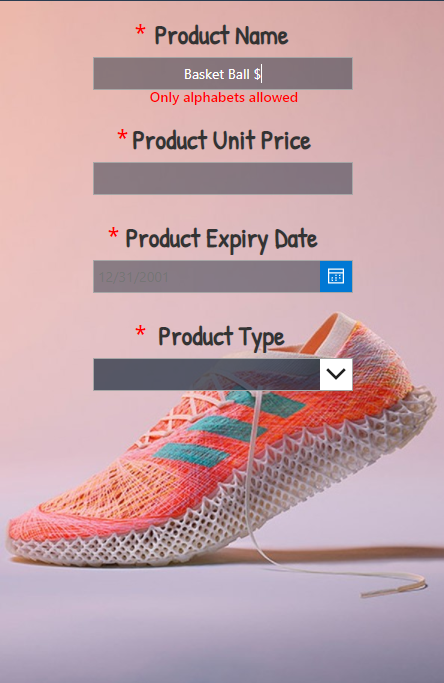 * Product Name
Basket Ball $
Only alphabets allowed
* Product Unit Price
* Product Expiry Date
12/31/2001
* Product Type